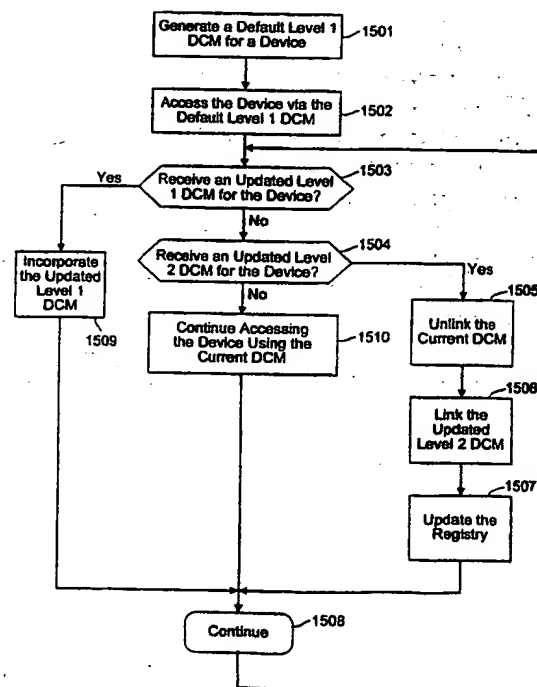 Generate a Default Level 1
DCM for a Device
1501
Access the Device via the
Default Level 1 DCM
1502
1503
Yes
Receive an Updated Level
1 DCM for the Device?
No
1504
Receive an Updated Level
2 DCM for the Device?
Yes
Incorporate
the Updated
Level 1
DCM
1509
No
Continue Accessing
the Device Using the
Current DCM
1510
1505
Unlink the
Current DCM
1506
Link the
Updated
Level 2 DCM
1507
Update the
Registry
Continue
1508